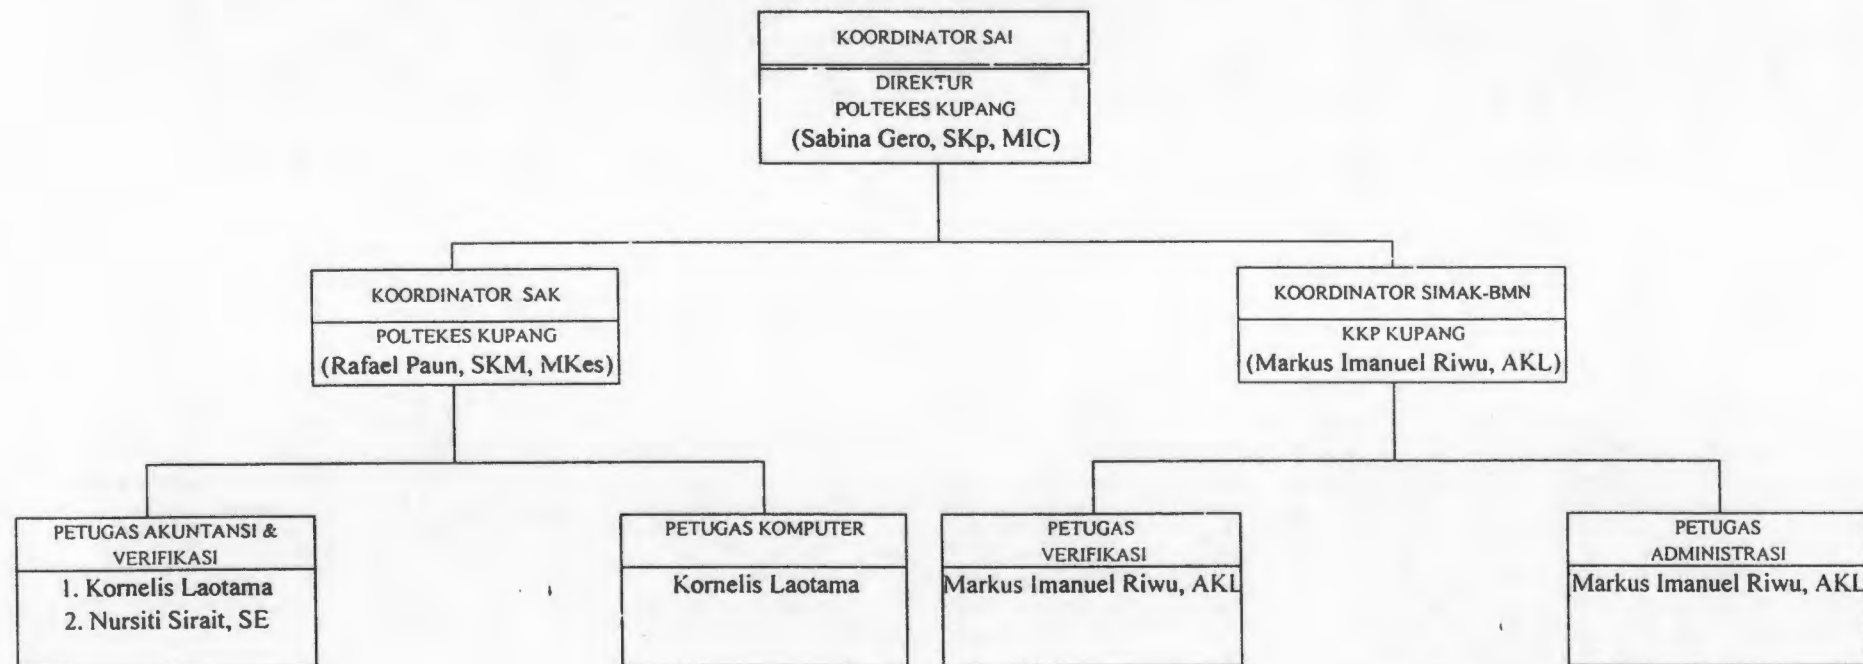 KOORDINATOR SAI
DIREKTUR
POLTEKES KUPANG
(Sabina Gero, SKp, MIC)
KOORDINATOR SAK
POLTEKES KUPANG
(Rafael Paun, SKM, MKes)
KOORDINATOR SIMAK-BMN
KKP KUPANG
(Markus Imanuel Riwu, AKL)
PETUGAS AKUNTANSI &
VERIFIKASI
1. Kornelis Laotama
2. Nursiti Sirait, SE
PETUGAS KOMPUTER
Kornelis Laotama
PETUGAS
VERIFIKASI
Markus Imanuel Riwu, AKL
PETUGAS
ADMINISTRASI
Markus Imanuel Riwu, AKL